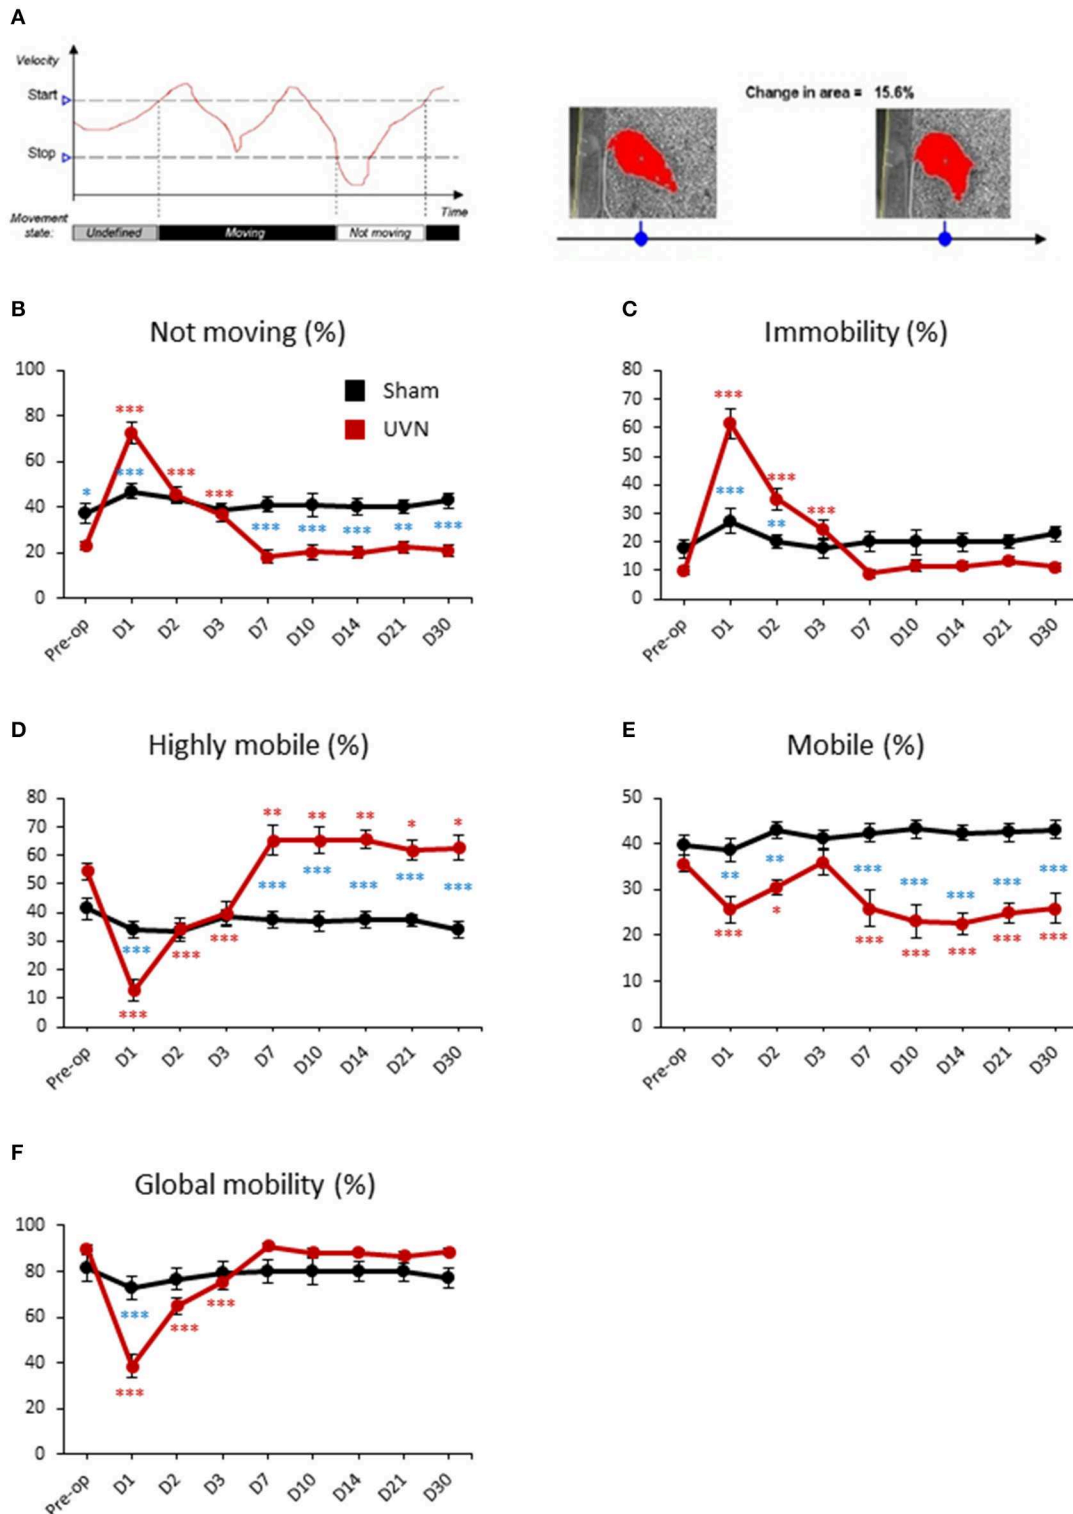 A
Velocity
Start
Stop
Time
Movement state:
Undefined
Moving
Not moving
Change in area = 15.6%
B
Not moving (%)
100
80
60
40
20
0
Sham
UVN
***
***
***
*
***
***
***
***
**
***
Pre-op
D1
D2
D3
D7
D10
D14
D21
D30
C
Immobility (%)
80
70
60
50
40
30
20
10
0
***
***
***
***
**
Pre-op
D1
D2
D3
D7
D10
D14
D21
D30
D
Highly mobile (%)
80
70
60
50
40
30
20
10
0
**
**
**
*
*
***
***
***
***
***
***
***
***
***
Pre-op
D1
D2
D3
D7
D10
D14
D21
D30
E
Mobile (%)
50
40
30
20
10
0
**
**
***
***
***
***
***
***
*
***
***
***
***
***
Pre-op
D1
D2
D3
D7
D10
D14
D21
D30
F
Global mobility (%)
100
80
60
40
20
0
***
***
***
***
Pre-op
D1
D2
D3
D7
D10
D14
D21
D30